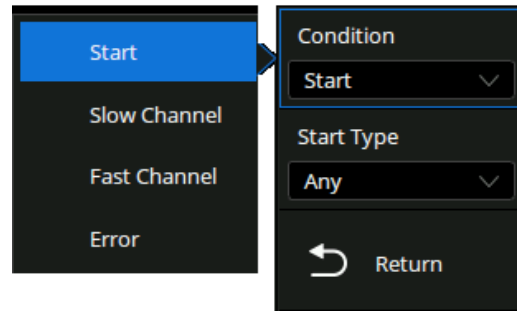 Start
Slow Channel
Fast Channel
Error
Condition
Start
Start Type
Any
Return